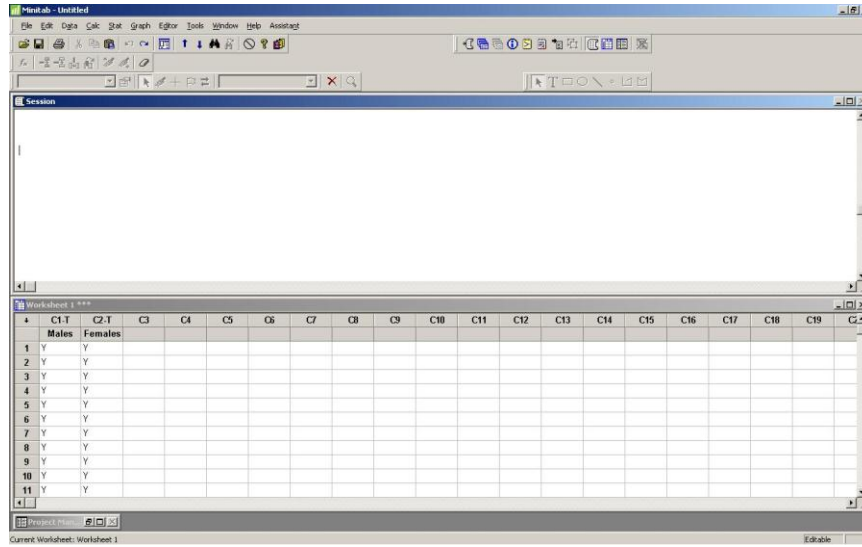 Minitab - Untitled
File Edit Data Calc Stat Graph Editor Tools Window Help Assistant
Session
Worksheet 1 ***
↓ C1-T C2-T C3 C4 C5 C6 C7 C8 C9 C10 C11 C12 C13 C14 C15 C16 C17 C18 C19
Males Females
1 Y Y
2 Y Y
3 Y Y
4 Y Y
5 Y Y
6 Y Y
7 Y Y
8 Y Y
9 Y Y
10 Y Y
11 Y Y
Project Man...
Current Worksheet: Worksheet 1 Editable